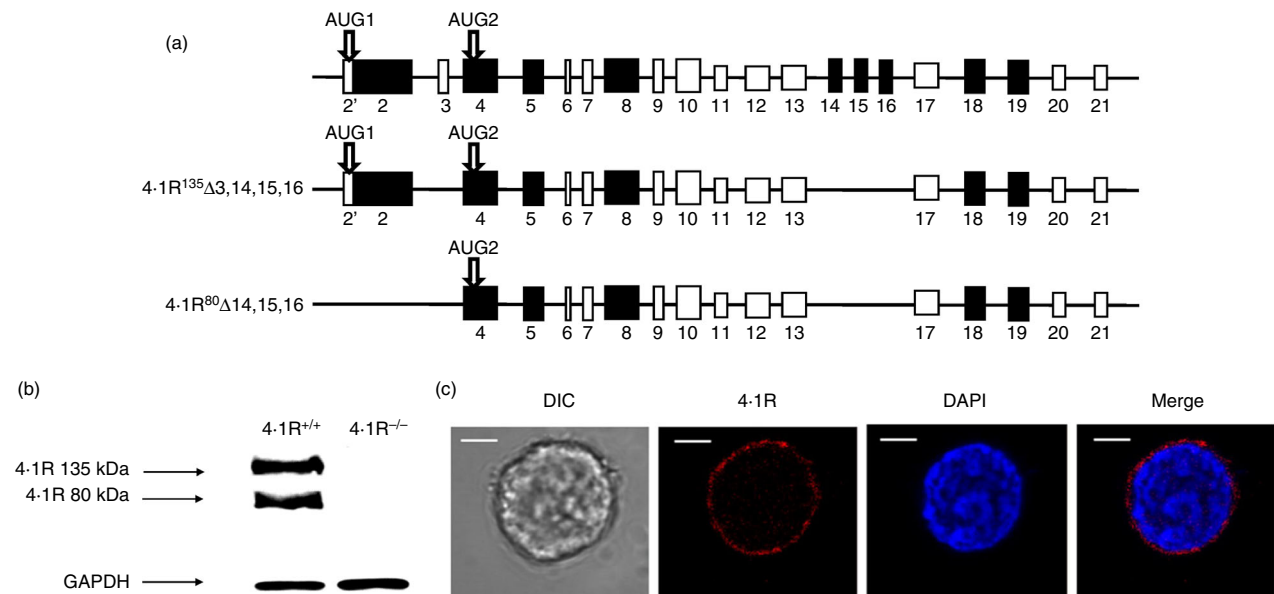 (a)
AUG1 AUG2
2' 2 3 4 5 6 7 8 9 10 11 12 13 14 15 16 17 18 19 20 21
AUG1 AUG2
4·1R¹³⁵Δ3,14,15,16
2' 2 4 5 6 7 8 9 10 11 12 13 17 18 19 20 21
AUG2
4·1R⁸⁰Δ14,15,16
4 5 6 7 8 9 10 11 12 13 17 18 19 20 21
(b)
4·1R⁺/⁺ 4·1R⁻/⁻
4·1R 135 kDa
4·1R 80 kDa
GAPDH
(c)
DIC 4·1R DAPI Merge